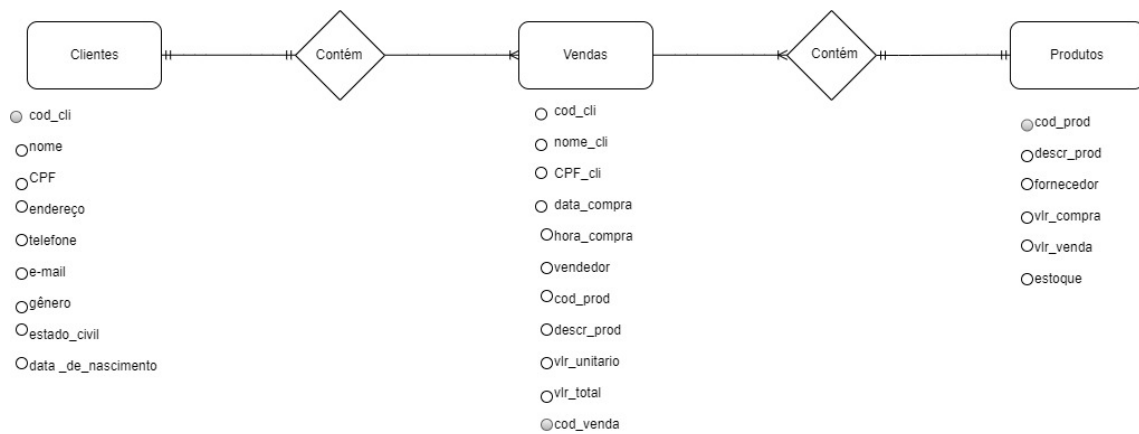 Clientes
Contém
Vendas
Contém
Produtos
cod_cli
nome
CPF
endereço
telefone
e-mail
gênero
estado_civil
data _de_nascimento
cod_cli
nome_cli
CPF_cli
data_compra
hora_compra
vendedor
cod_prod
descr_prod
vlr_unitario
vlr_total
cod_venda
cod_prod
descr_prod
fornecedor
vlr_compra
vlr_venda
estoque